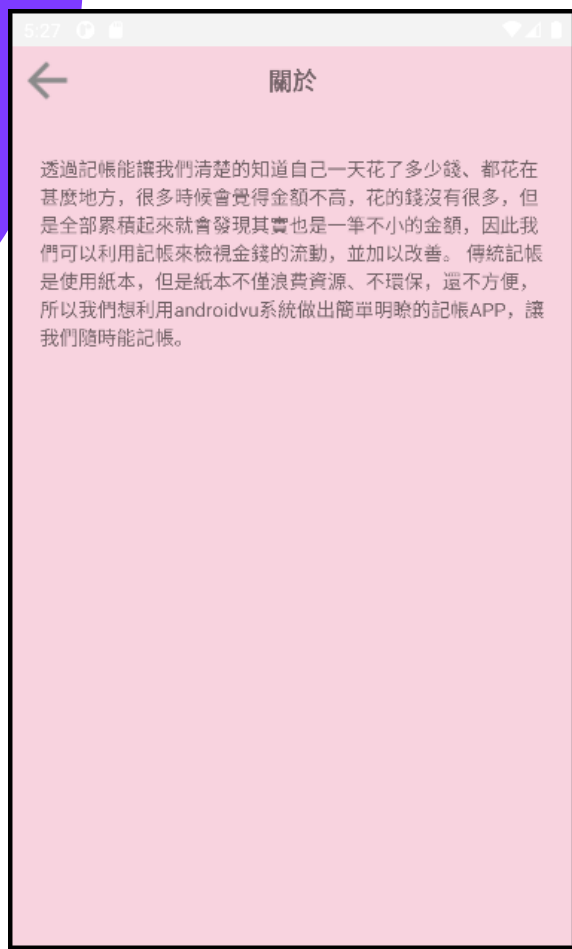 5:27
關於
透過記帳能讓我們清楚的知道自己一天花了多少錢、都花在
甚麼地方，很多時候會覺得金額不高，花的錢沒有很多，但
是全部累積起來就會發現其實也是一筆不小的金額，因此我
們可以利用記帳來檢視金錢的流動，並加以改善。 傳統記帳
是使用紙本，但是紙本不僅浪費資源、不環保，還不方便，
所以我們想利用androidvu系統做出簡單明瞭的記帳APP，讓
我們隨時能記帳。